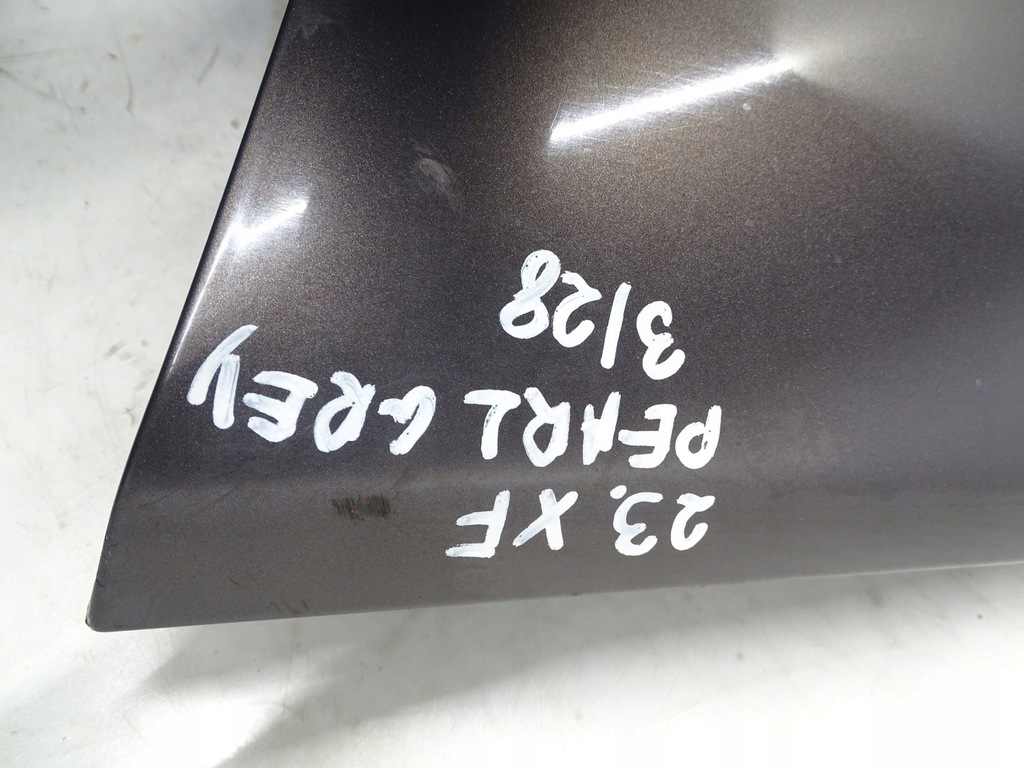 23. XF
PEARL GREY
3/28